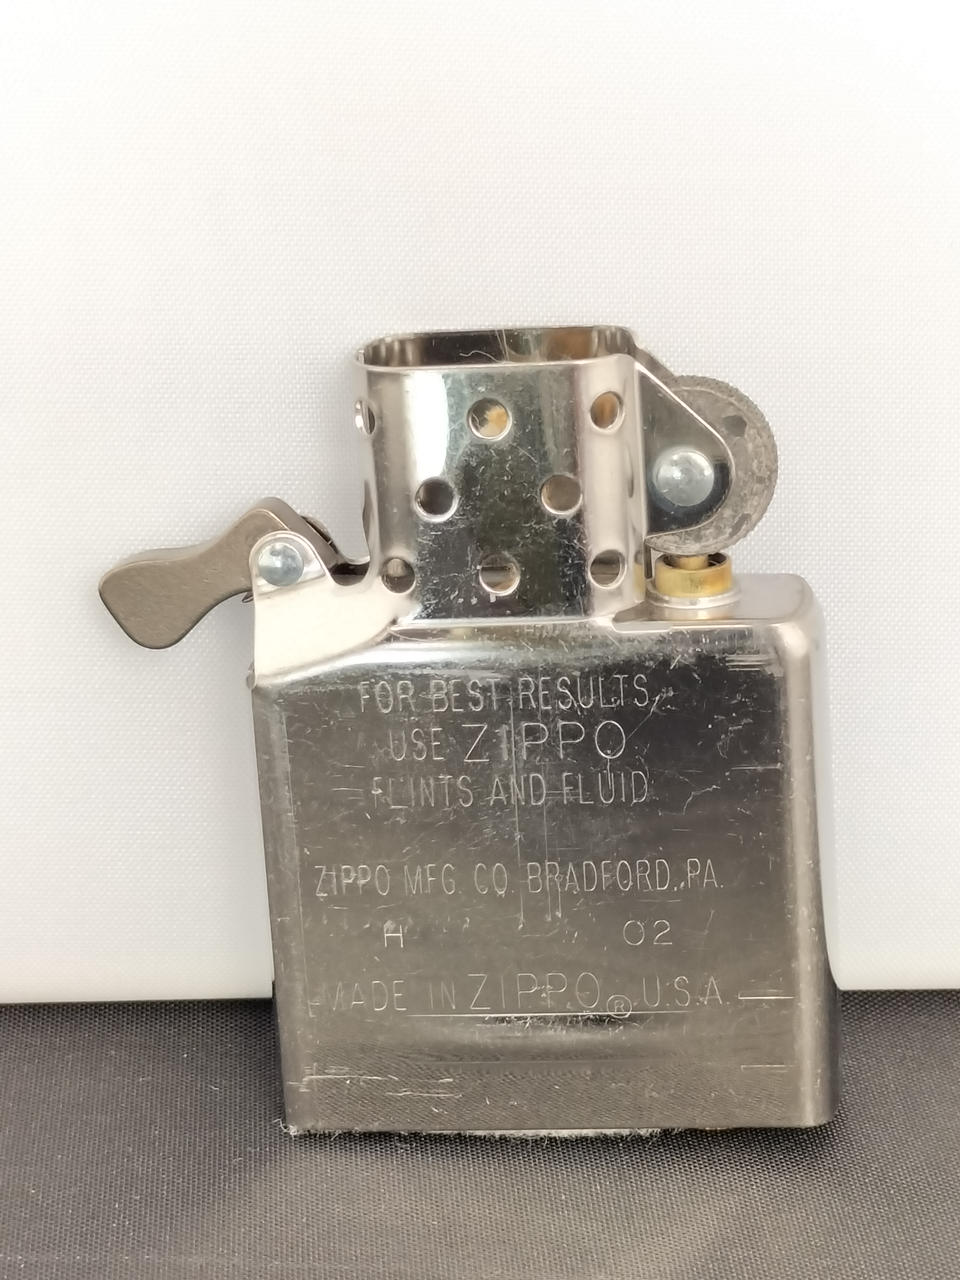 FOR BEST RESULTS
USE ZIPPO
FLINTS AND FLUID
ZIPPO MFG. CO. BRADFORD, PA.
H 02
MADE IN ZIPPO® U.S.A.